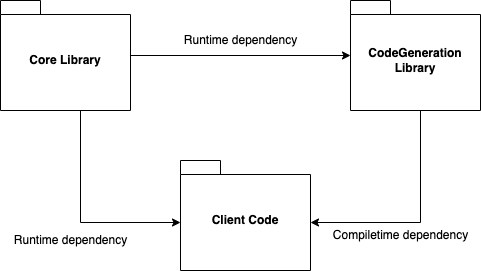 Runtime dependency
Core Library
CodeGeneration
Library
Client Code
Runtime dependency
Compiletime dependency